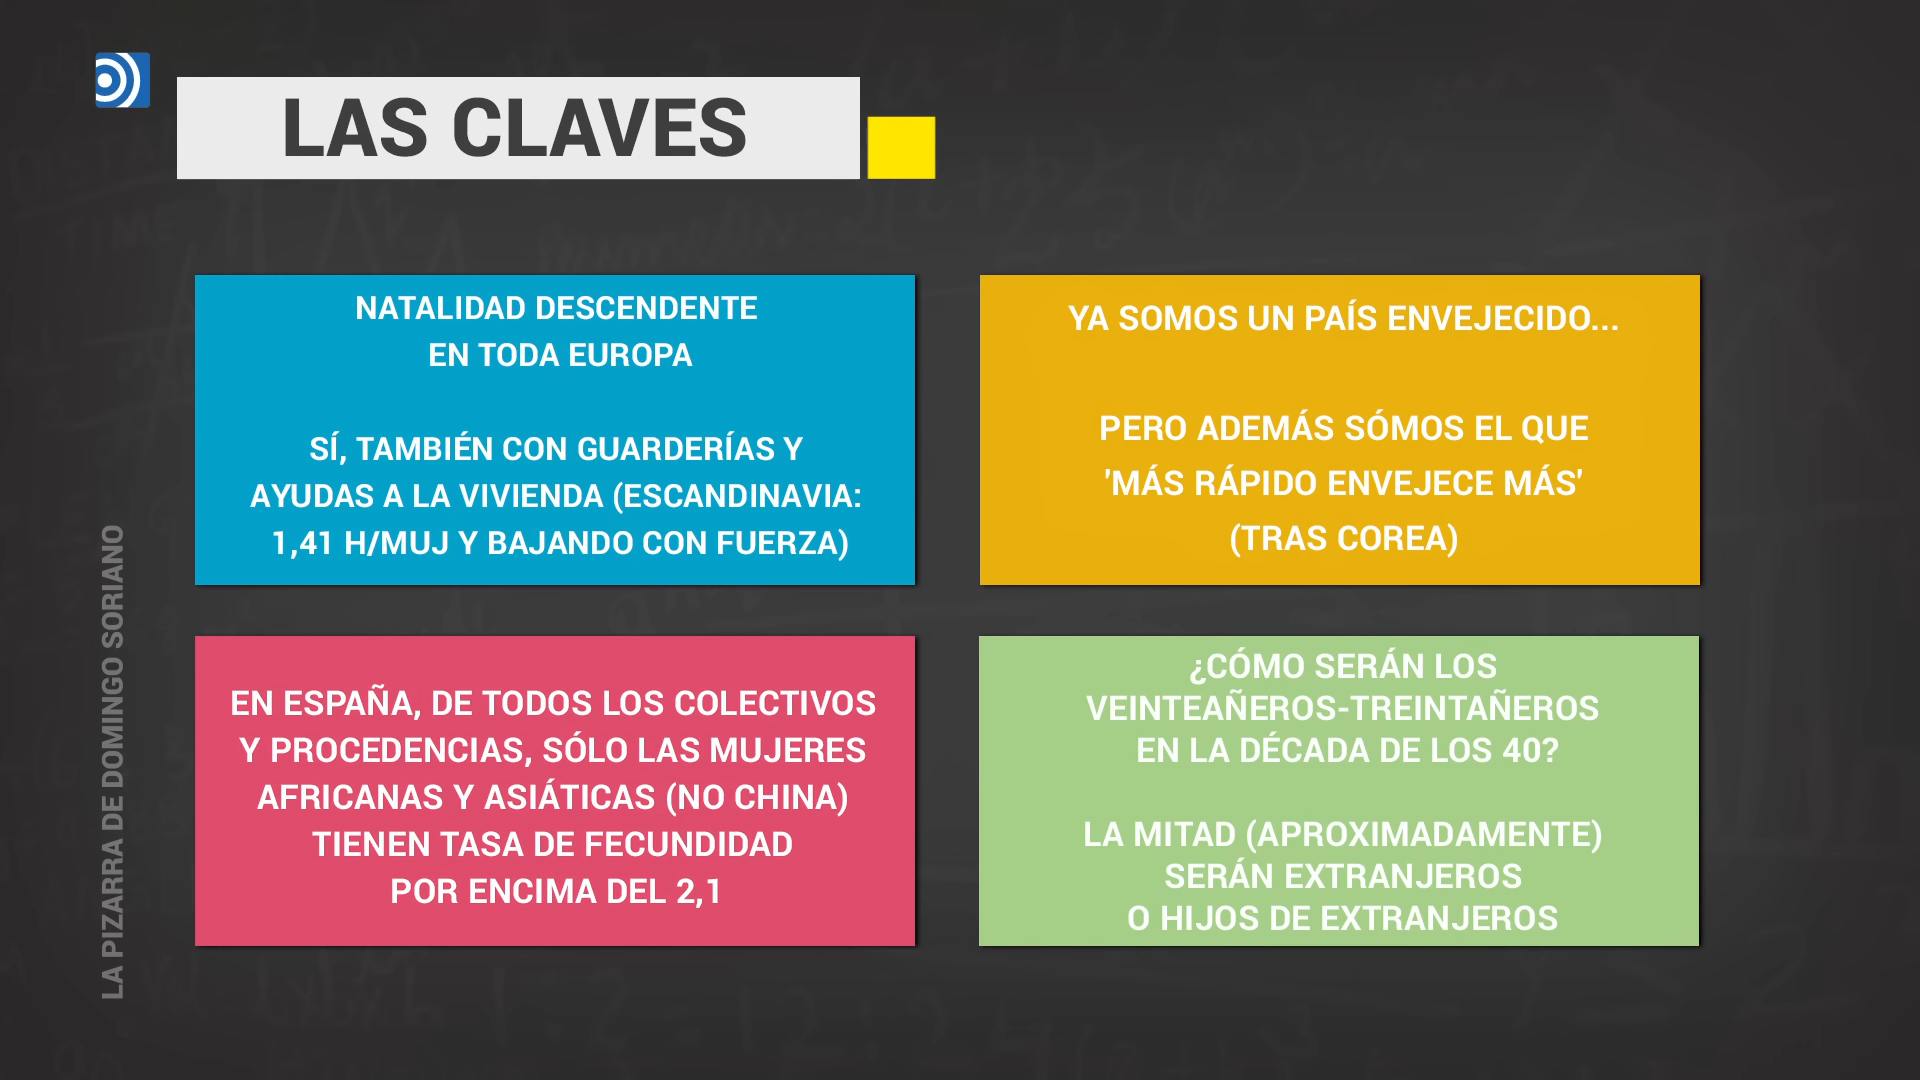 LAS CLAVES
NATALIDAD DESCENDENTE
EN TODA EUROPA
SÍ, TAMBIÉN CON GUARDERÍAS Y
AYUDAS A LA VIVIENDA (ESCANDINAVIA:
1,41 H/MUJ Y BAJANDO CON FUERZA)
YA SOMOS UN PAÍS ENVEJECIDO...
PERO ADEMÁS SÓMOS EL QUE
'MÁS RÁPIDO ENVEJECE MÁS'
(TRAS COREA)
EN ESPAÑA, DE TODOS LOS COLECTIVOS
Y PROCEDENCIAS, SÓLO LAS MUJERES
AFRICANAS Y ASIÁTICAS (NO CHINA)
TIENEN TASA DE FECUNDIDAD
POR ENCIMA DEL 2,1
¿CÓMO SERÁN LOS
VEINTEAÑEROS-TREINTAÑEROS
EN LA DÉCADA DE LOS 40?
LA MITAD (APROXIMADAMENTE)
SERÁN EXTRANJEROS
O HIJOS DE EXTRANJEROS
LA PIZARRA DE DOMINGO SORIANO
TIME